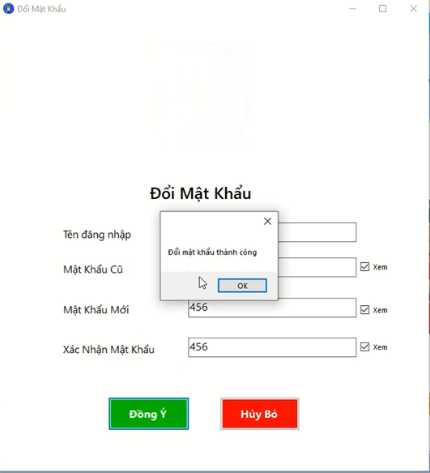 Đổi Mật Khẩu
Đổi Mật Khẩu
Tên đăng nhập
Đổi mật khẩu thành công
Mật Khẩu Cũ
Xem
OK
Mật Khẩu Mới
456
Xem
Xác Nhận Mật Khẩu
456
Xem
Đồng Ý
Hủy Bỏ